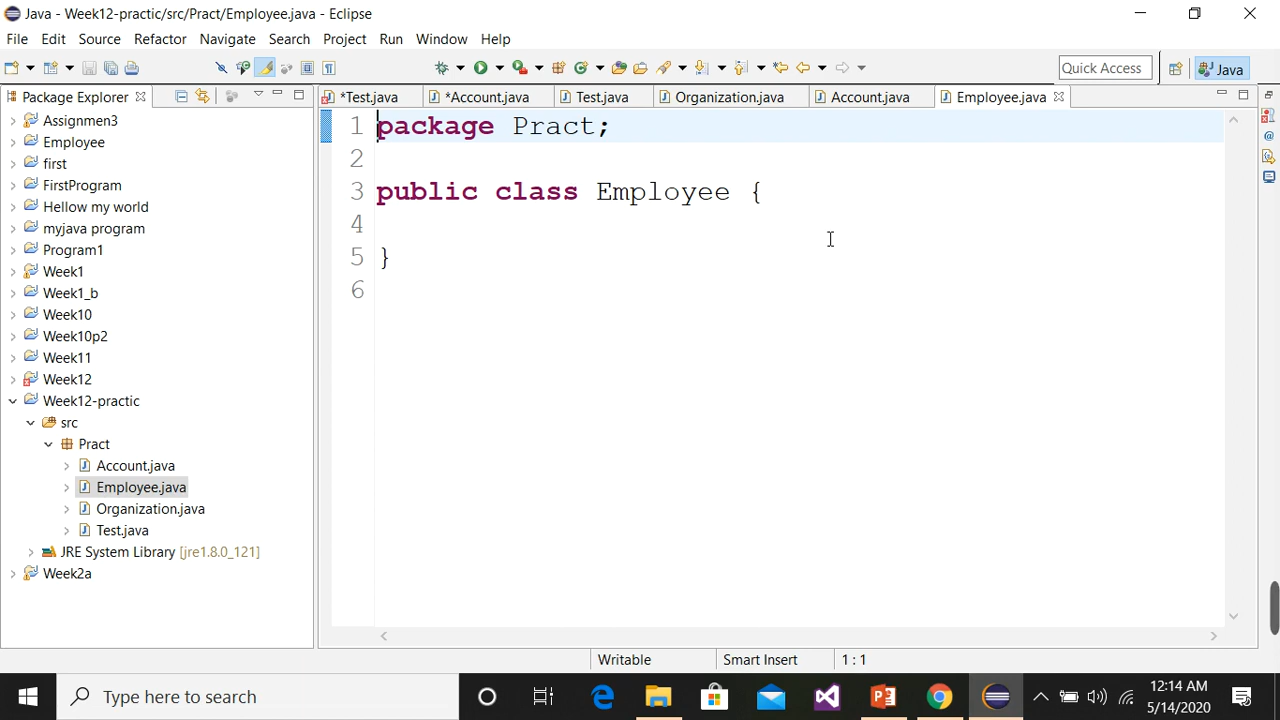 Java - Week12-practic/src/Pract/Employee.java - Eclipse
File Edit Source Refactor Navigate Search Project Run Window Help
Quick Access Java
Package Explorer *Test.java *Account.java Test.java Organization.java Account.java Employee.java
Assignmen3
Employee
first
FirstProgram
Hellow my world
myjava program
Program1
Week1
Week1_b
Week10
Week10p2
Week11
Week12
Week12-practic
src
Pract
Account.java
Employee.java
Organization.java
Test.java
JRE System Library [jre1.8.0_121]
Week2a
1 package Pract;
2
3 public class Employee {
4
5 }
6
Writable Smart Insert 1 : 1
Type here to search
12:14 AM
5/14/2020